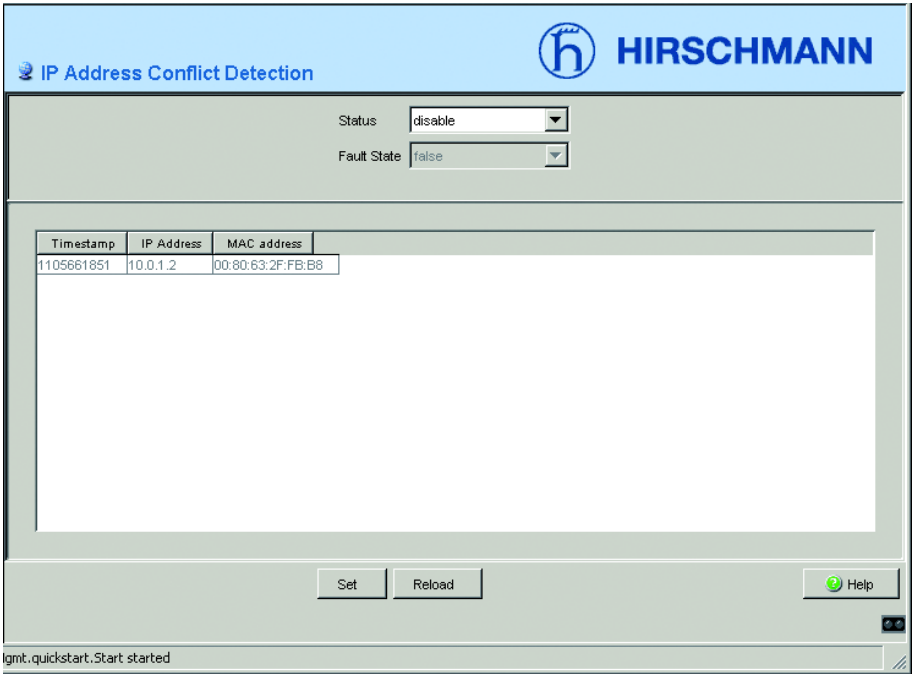 HIRSCHMANN
IP Address Conflict Detection
Status disable
Fault State false
Timestamp IP Address MAC address
1105661851 10.0.1.2 00:80:63:2F:FB:B8
Set Reload Help
lgmt.quickstart.Start started